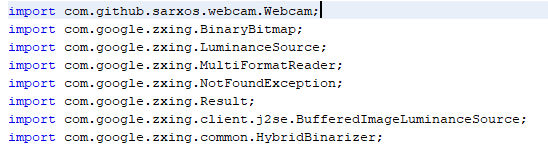 import com.github.sarxos.webcam.Webcam;
import com.google.zxing.BinaryBitmap;
import com.google.zxing.LuminanceSource;
import com.google.zxing.MultiFormatReader;
import com.google.zxing.NotFoundException;
import com.google.zxing.Result;
import com.google.zxing.client.j2se.BufferedImageLuminanceSource;
import com.google.zxing.common.HybridBinarizer;